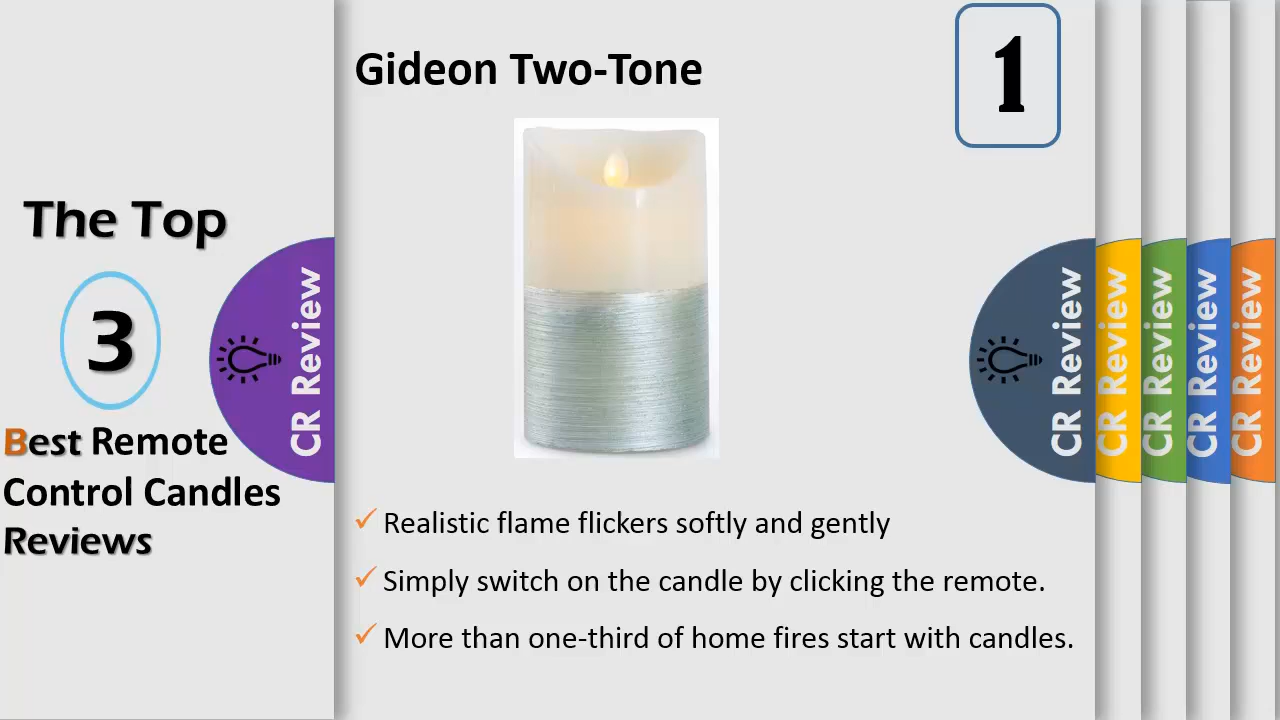 The Top
3
Best Remote
Control Candles
Reviews
CR Review
Gideon Two-Tone
1
Realistic flame flickers softly and gently
Simply switch on the candle by clicking the remote.
More than one-third of home fires start with candles.
CR Review
CR Review
CR Review
CR Review
CR Review